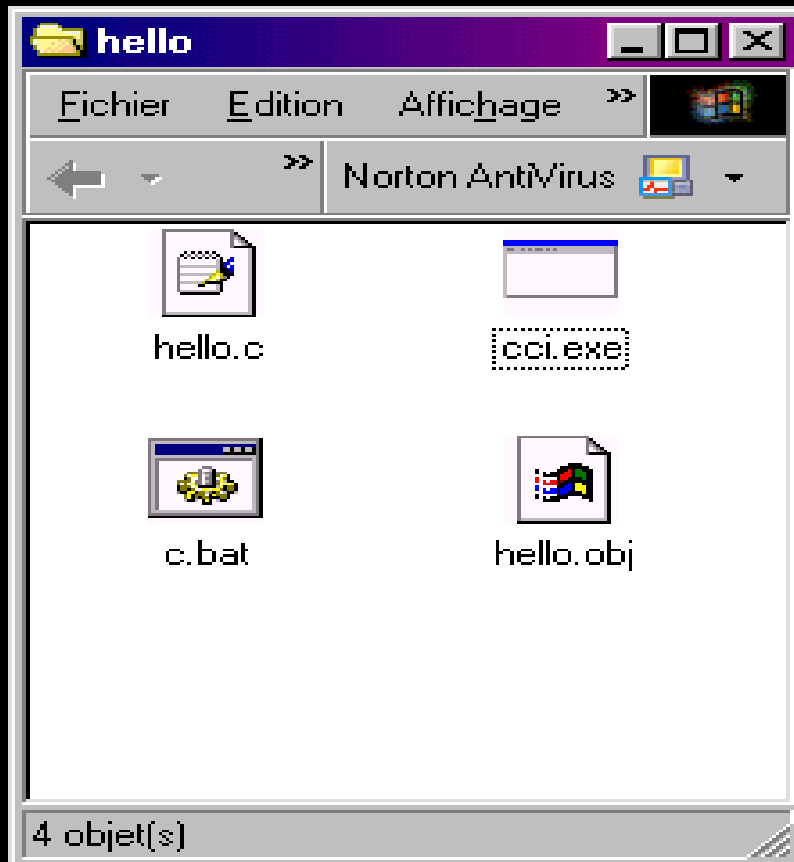 hello
Fichier Edition Affichage »
» Norton AntiVirus
hello.c cci.exe
c.bat hello.obj
4 objet(s)